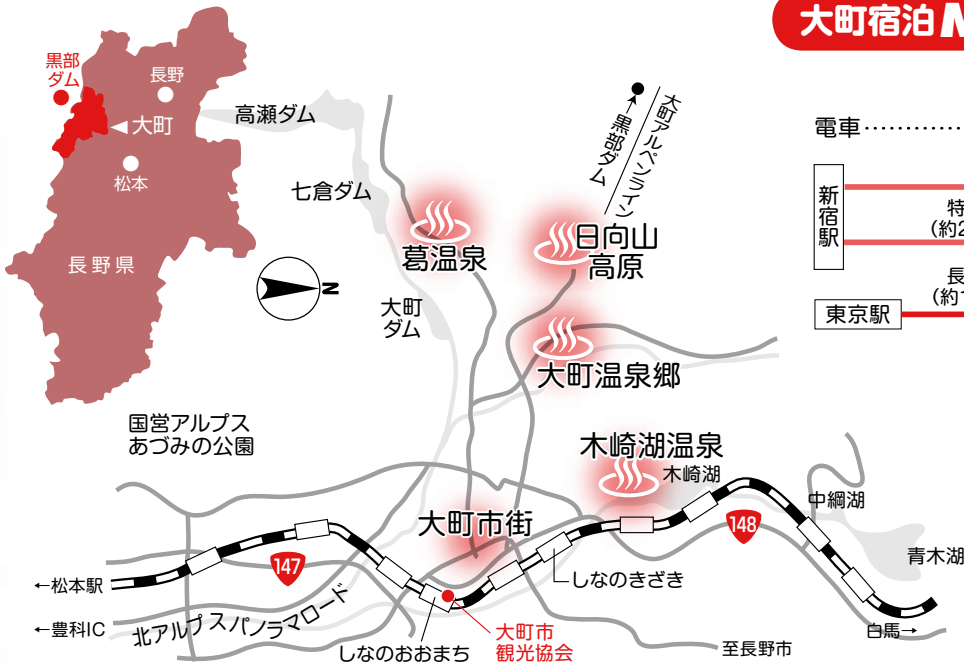 大町宿泊
黒部
ダム
長野
大町
松本
長野県
高瀬ダム
七倉ダム
大町アルペンライン
黒部ダム
葛温泉
日向山
高原
N
大町
ダム
大町温泉郷
国営アルプス
あづみの公園
木崎湖温泉
木崎湖
大町市街
中綱湖
148
青木湖
147
←松本駅
しなのきざき
←豊科IC
北アルプスパノラマロード
しなのおおまち
大町市
観光協会
至長野市
白馬→
電車
新宿駅
特
(約2
長
(約1
東京駅